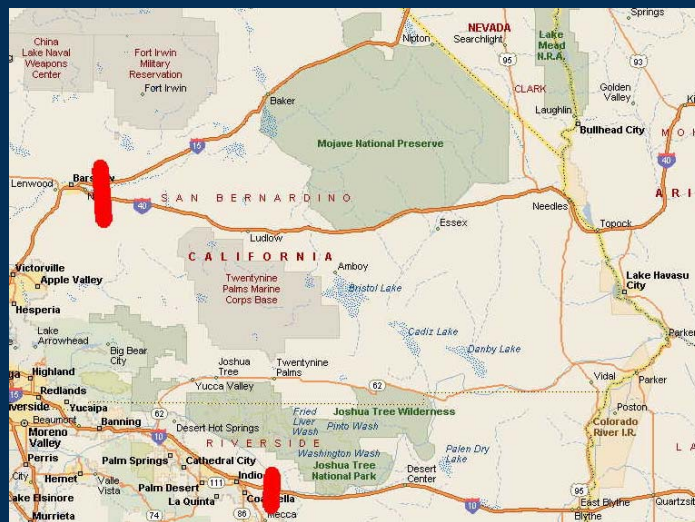 China
Lake Naval
Weapons
Center
Fort Irwin
Military
Reservation
Fort Irwin
Nipton
NEVADA
Searchlight
Lake
Mead
N.R.A.
Springs
95
93
CLARK
Golden
Valley
Laughlin
Bullhead City
Baker
15
Mojave National Preserve
40
Lenwood
SAN BERNARDINO
40
Needles
Topock
Essex
Ludlow
CALIFORNIA
Victorville
Apple Valley
Hesperia
Twentynine
Palms Marine
Corps Base
Amboy
Bristol Lake
Lake Havasu
City
95
Cadiz Lake
Danby Lake
Parker
Lake
Arrowhead
Big Bear
City
Joshua
Tree
Twentynine
Palms
Yucca Valley
62
Vidal
Parker
Highland
15
Redlands
Yucaipa
62
Beaumont
Banning
10
Desert Hot Springs
Fried
Liver
Wash
Pinto Wash
Joshua Tree Wilderness
Poston
Colorado
River I.R.
Moreno
Valley
RIVERSIDE
Washington Wash
Palen Dry
Lake
Perris
Palm Springs
Cathedral City
Joshua Tree
National Park
Desert
Center
City
Hemet
Valle
Vista
111
Palm Desert
La Quinta
Lake Elsinore
Murrieta
74
86
Mecca
10
95
East Blythe
Blythe